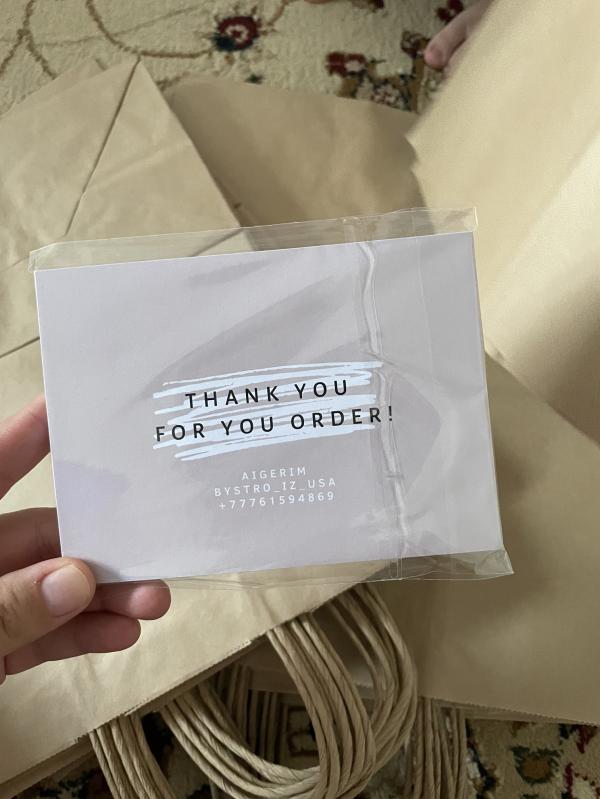 THANK YOU
FOR YOU ORDER!
AIGERIM
BYSTRO_IZ_USA
+77761594869